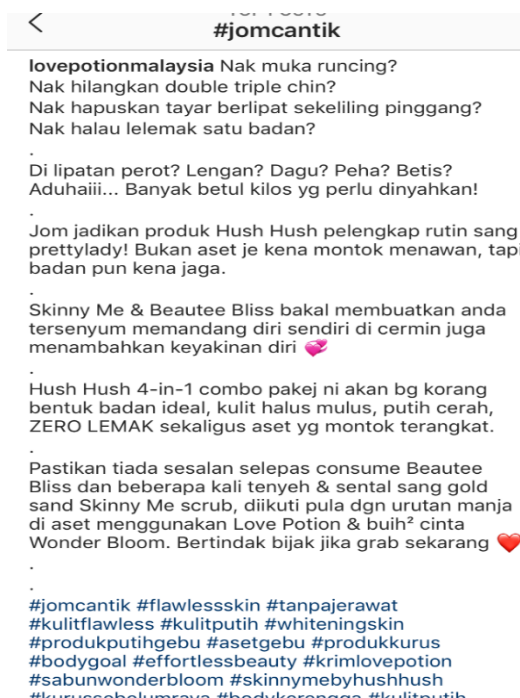 #jomcantik
lovepotionmalaysia Nak muka runcing?
Nak hilangkan double triple chin?
Nak hapuskan tayar berlipat sekeliling pinggang?
Nak halau lelemak satu badan?
.
Di lipatan perot? Lengan? Dagu? Peha? Betis?
Aduhaiii... Banyak betul kilos yg perlu dinyahkan!
.
Jom jadikan produk Hush Hush pelengkap rutin sang
prettylady! Bukan aset je kena montok menawan, tapi
badan pun kena jaga.
.
Skinny Me & Beautee Bliss bakal membuatkan anda
tersenyum memandang diri sendiri di cermin juga
menambahkan keyakinan diri 💞
.
Hush Hush 4-in-1 combo pakej ni akan bg korang
bentuk badan ideal, kulit halus mulus, putih cerah,
ZERO LEMAK sekaligus aset yg montok terangkat.
.
Pastikan tiada sesalan selepas consume Beautee
Bliss dan beberapa kali tenyeh & sental sang gold
sand Skinny Me scrub, diikuti pula dgn urutan manja
di aset menggunakan Love Potion & buih² cinta
Wonder Bloom. Bertindak bijak jika grab sekarang ❤️
.
.
#jomcantik #flawlessskin #tanpajerawat
#kulitflawless #kulitputih #whiteningskin
#produkputihgebu #asetgebu #produkkurus
#bodygoal #effortlessbeauty #krimlovepotion
#sabunwonderbloom #skinnymebyhushhush
#kurussebelumraya #bodykerengga #kulitputih